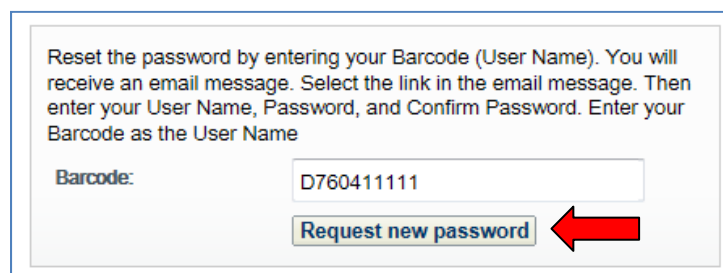 Reset the password by entering your Barcode (User Name). You will
receive an email message. Select the link in the email message. Then
enter your User Name, Password, and Confirm Password. Enter your
Barcode as the User Name
Barcode: D760411111
Request new password